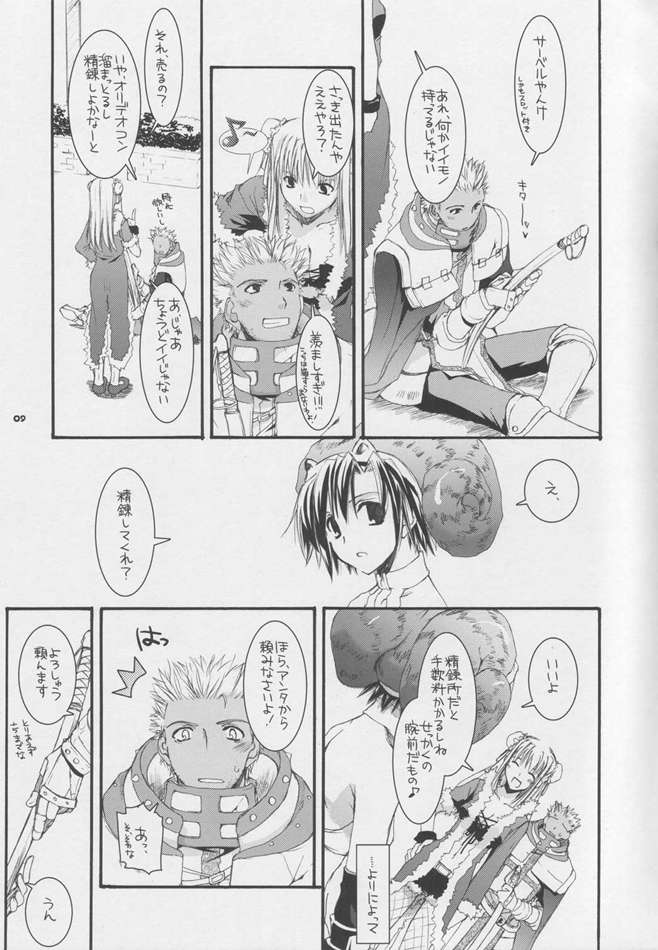 サーベルやんけ
しかもスロット付き
キターッ
あれ、何かイイモン
持てるじゃない
さっき出たんや
ええやろ？
♪〜
羨ましすぎ!!!
それ、売るの？
いや、オリデオコン
溜まっとるし
精錬しよかなーと
あ、じゃあ
ちょうどイイじゃない
09
え、
精錬してくれ？
いいよ
精錬所だと
手数料かかるしね
せっかくの
腕前だもの♪
……よりによって
ほら、アンタから
頼みなさいよ！
はっ
あっ、
そ、そやな
よろしゅう
頼んます
とりあえず
うん